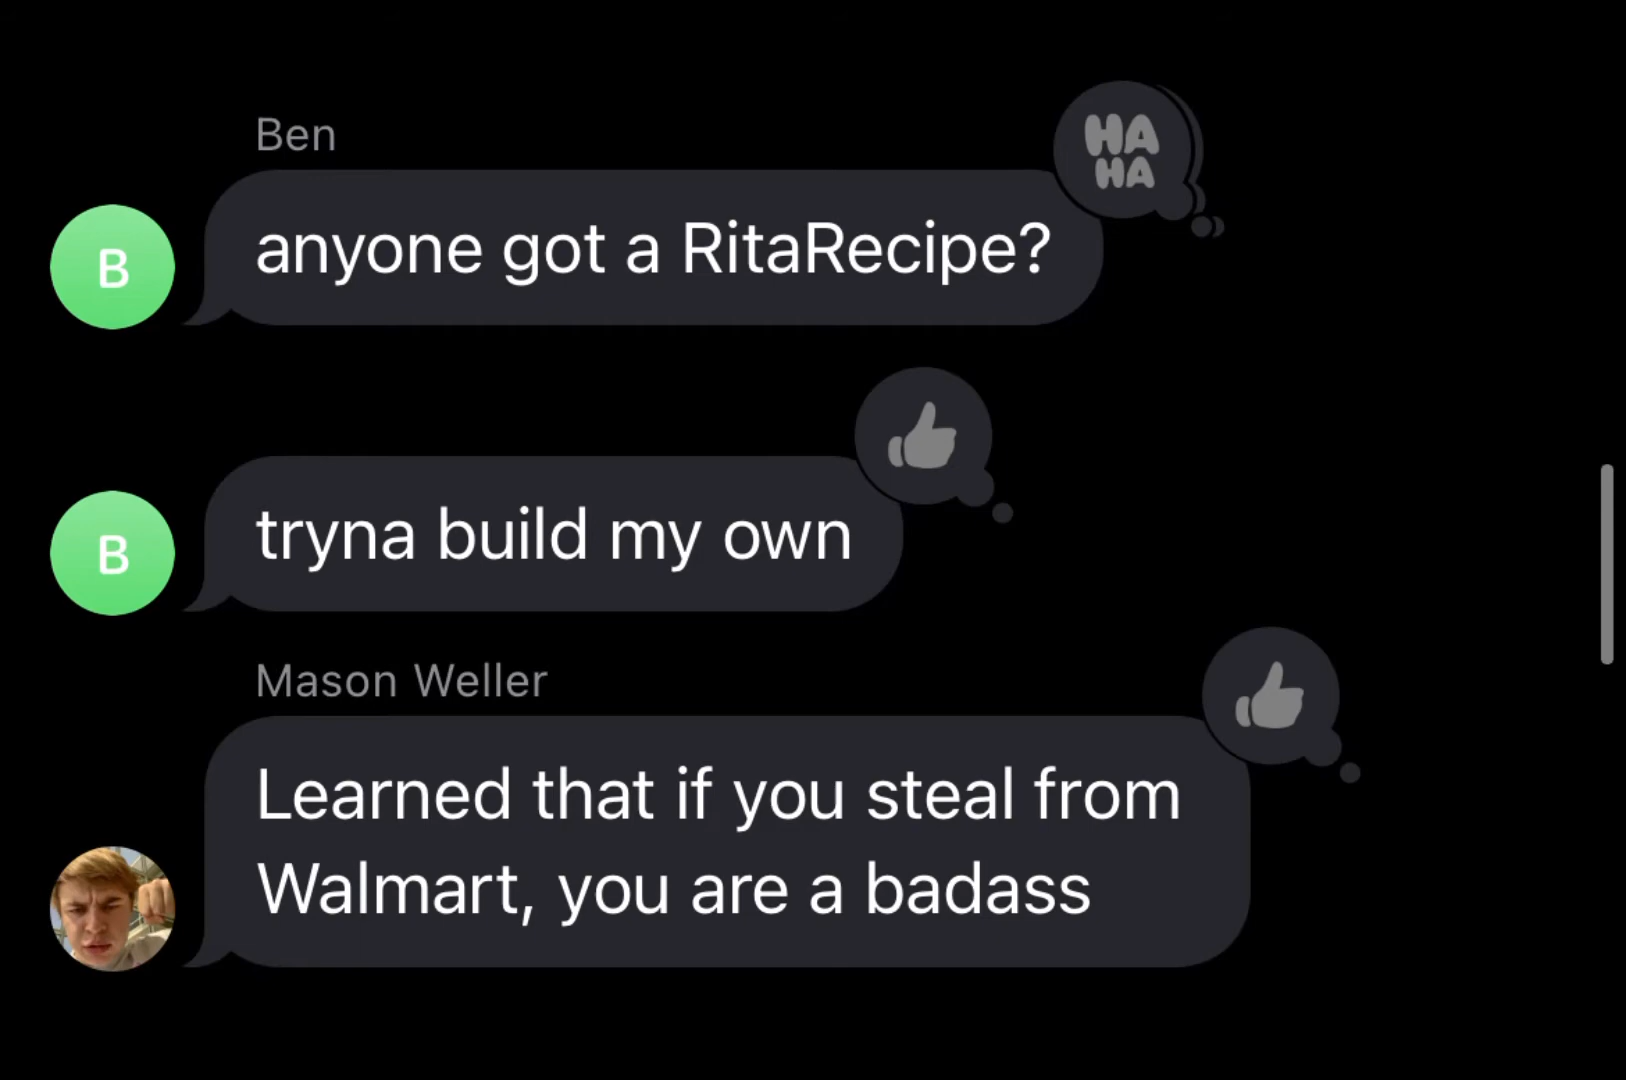 Ben
HA
HA
anyone got a RitaRecipe?
B
tryna build my own
B
Mason Weller
Learned that if you steal from
Walmart, you are a badass